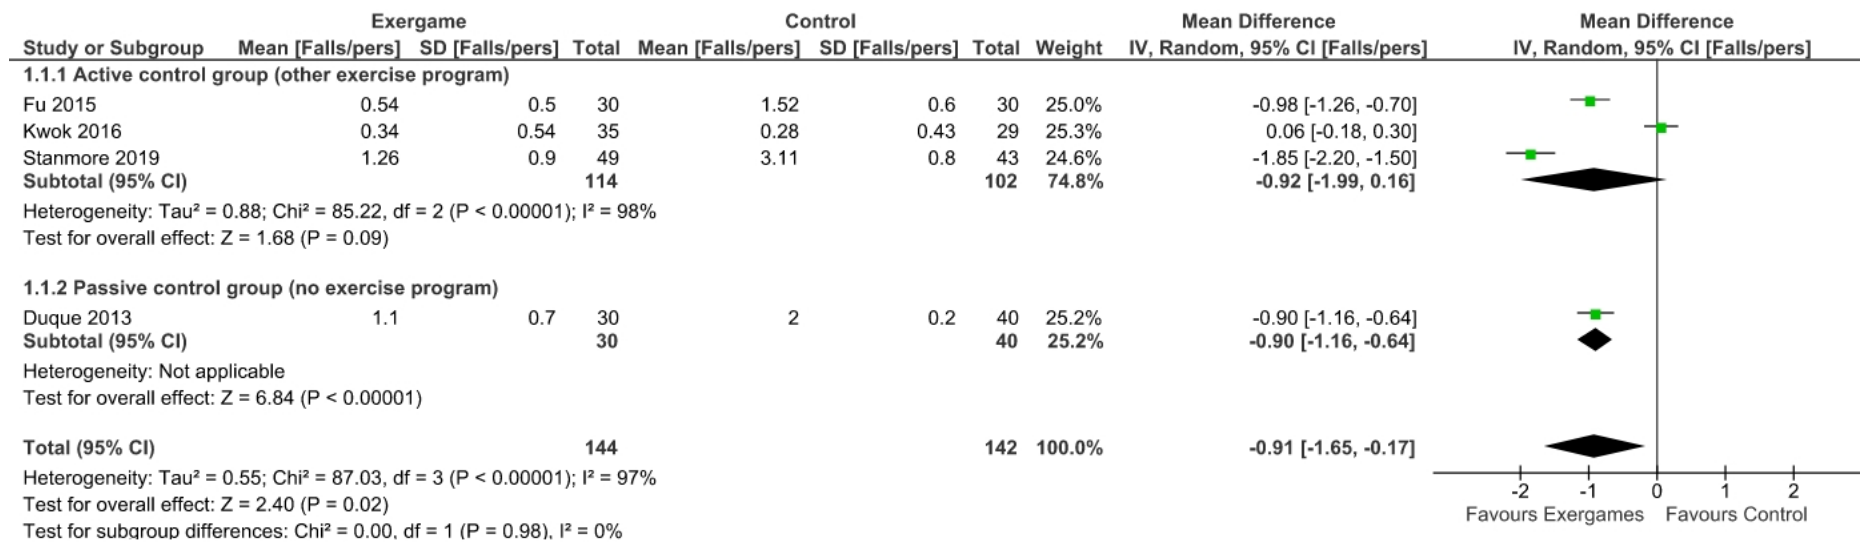 Exergame Control Mean Difference Mean Difference
Study or Subgroup Mean [Falls/pers] SD [Falls/pers] Total Mean [Falls/pers] SD [Falls/pers] Total Weight IV, Random, 95% CI [Falls/pers] IV, Random, 95% CI [Falls/pers]
1.1.1 Active control group (other exercise program)
Fu 2015 0.54 0.5 30 1.52 0.6 30 25.0% -0.98 [-1.26, -0.70]
Kwok 2016 0.34 0.54 35 0.28 0.43 29 25.3% 0.06 [-0.18, 0.30]
Stanmore 2019 1.26 0.9 49 3.11 0.8 43 24.6% -1.85 [-2.20, -1.50]
Subtotal (95% CI) 114 102 74.8% -0.92 [-1.99, 0.16]
Heterogeneity: Tau² = 0.88; Chi² = 85.22, df = 2 (P < 0.00001); I² = 98%
Test for overall effect: Z = 1.68 (P = 0.09)
1.1.2 Passive control group (no exercise program)
Duque 2013 1.1 0.7 30 2 0.2 40 25.2% -0.90 [-1.16, -0.64]
Subtotal (95% CI) 30 40 25.2% -0.90 [-1.16, -0.64]
Heterogeneity: Not applicable
Test for overall effect: Z = 6.84 (P < 0.00001)
Total (95% CI) 144 142 100.0% -0.91 [-1.65, -0.17]
Heterogeneity: Tau² = 0.55; Chi² = 87.03, df = 3 (P < 0.00001); I² = 97%
Test for overall effect: Z = 2.40 (P = 0.02)
Test for subgroup differences: Chi² = 0.00, df = 1 (P = 0.98), I² = 0%
-2 -1 0 1 2
Favours Exergames Favours Control